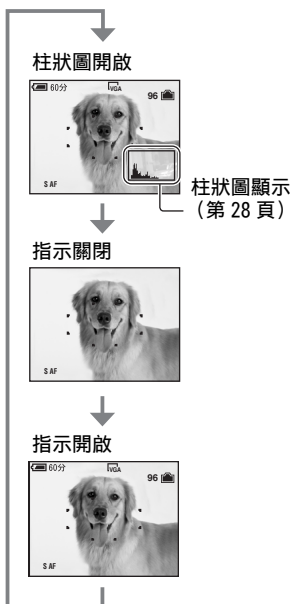 柱狀圖開啟
60分 VGA 96
S AF
柱狀圖顯示
(第 28 頁)
指示關閉
S AF
指示開啟
60分 VGA 96
S AF